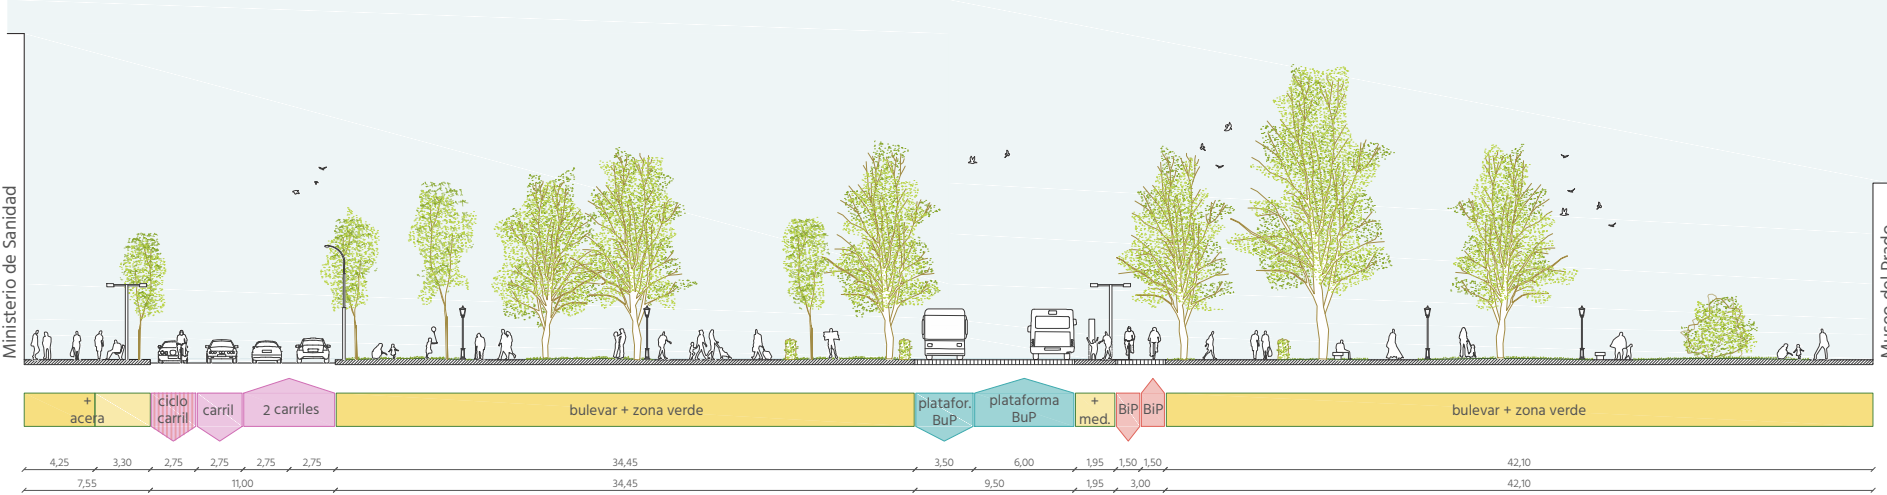 Ministerio de Sanidad
Museo del Prado
+
acera
ciclo
carril
carril
2 carriles
bulevar + zona verde
platafor.
BuP
plataforma
BuP
+
med.
BiP
BiP
bulevar + zona verde
4,25 3,30 2,75 2,75 2,75 2,75 34,45 3,50 6,00 1,95 1,50 1,50 42,10
7,55 11,00 34,45 9,50 1,95 3,00 42,10